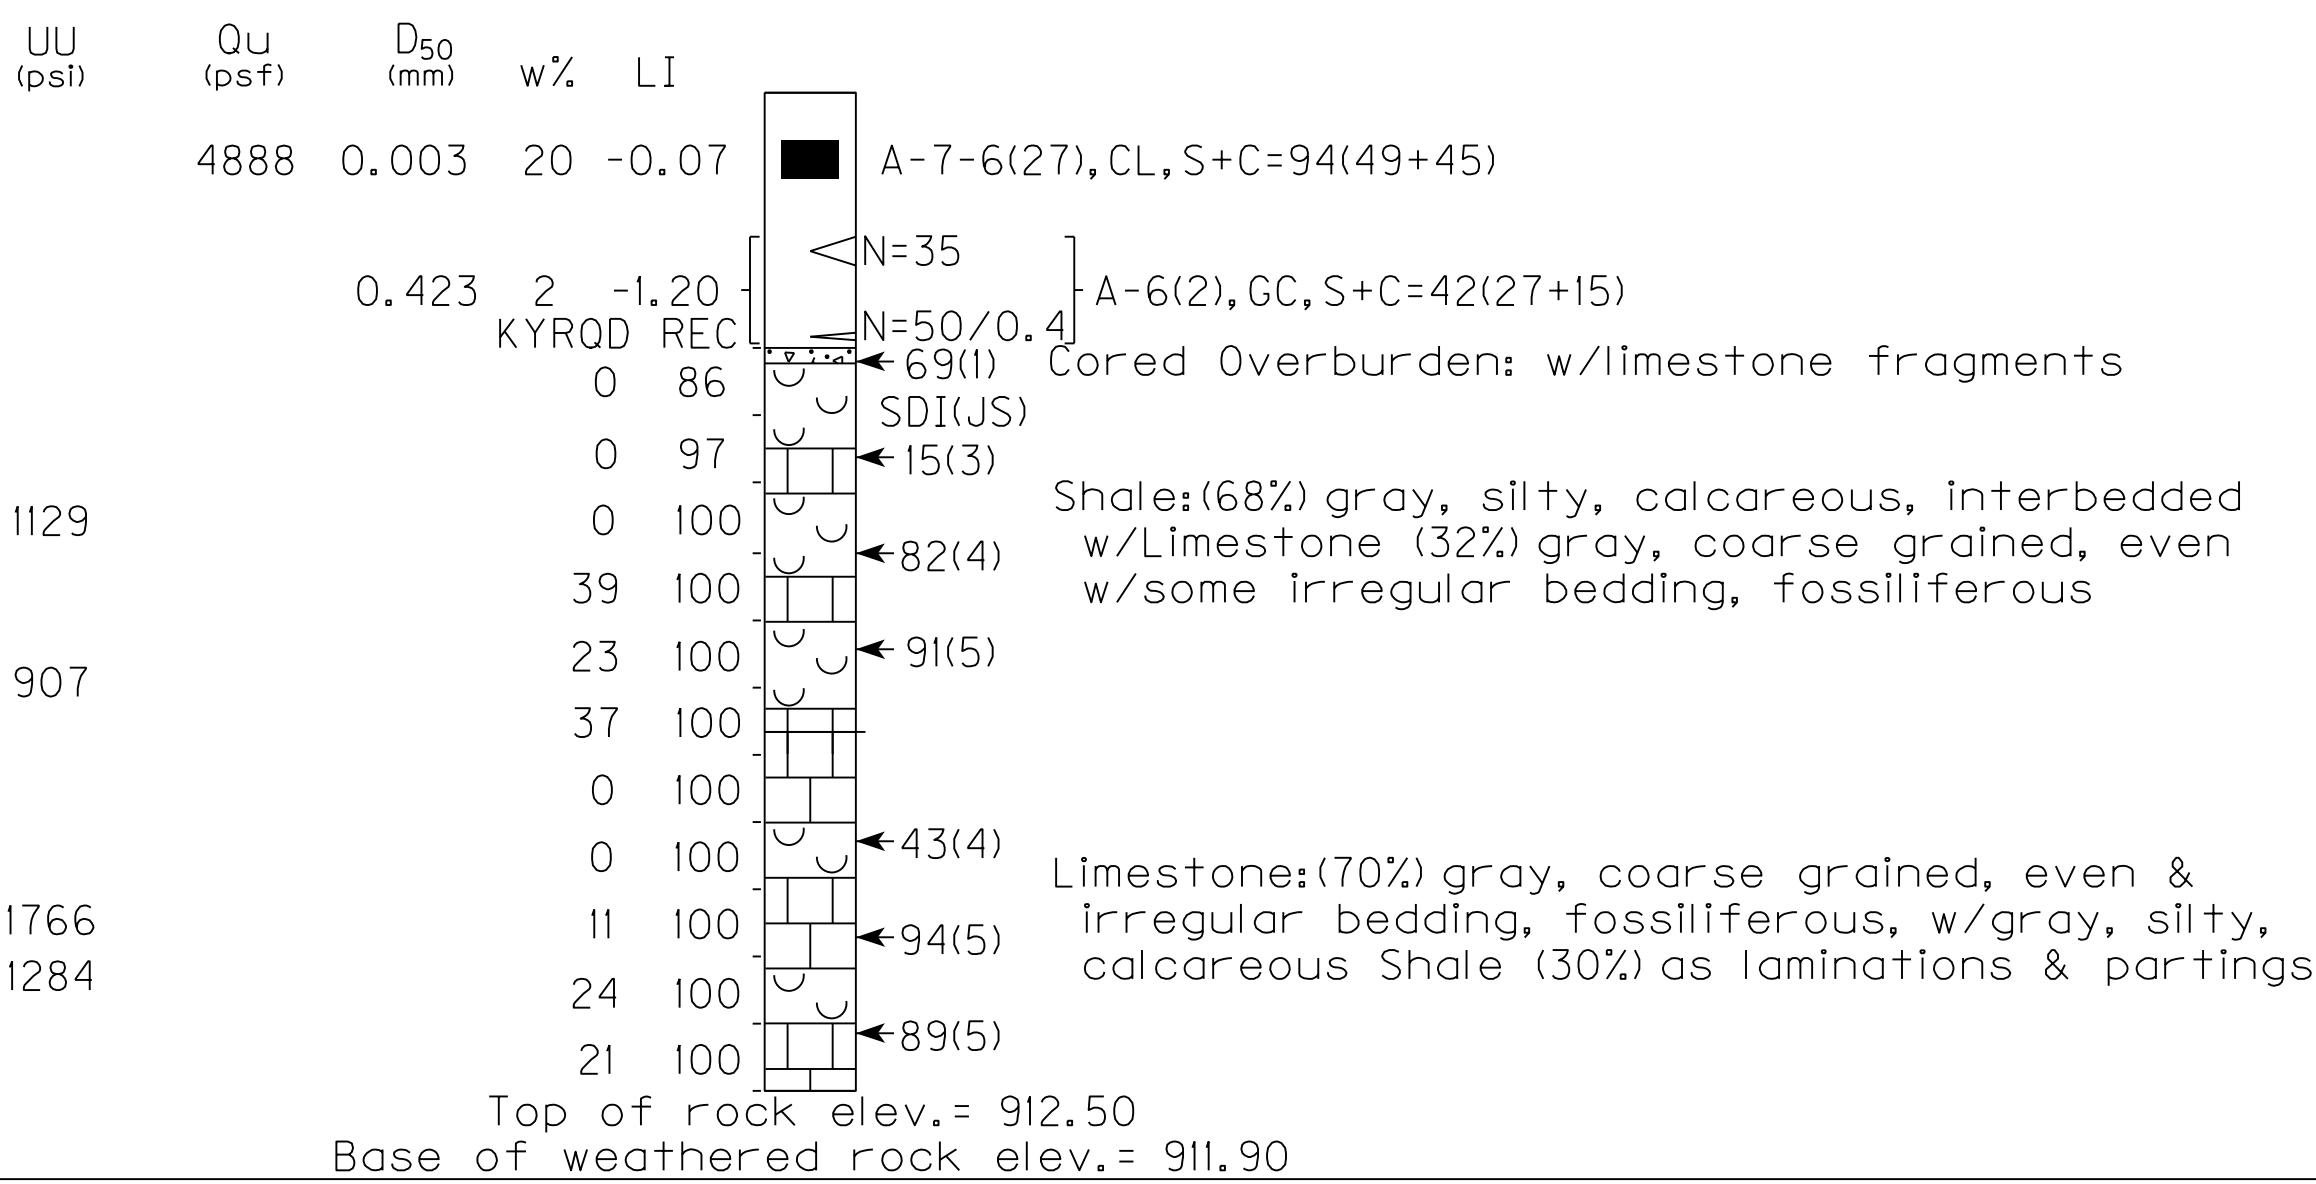 UU Qu D50 w% LI
(psi) (psf) (mm)
4888 0.003 20 -0.07 A-7-6(27), CL, S+C=94(49+45)
N=35
0.423 2 -1.20 A-6(2), GC, S+C=42(27+15)
N=50/0.4
KYRQD REC
69(1) Cored Overburden: w/limestone fragments
0 86
SDI(JS)
0 97 15(3)
Shale:(68%) gray, silty, calcareous, interbedded
1129 0 100
w/Limestone (32%) gray, coarse grained, even
82(4)
39 100 w/some irregular bedding, fossiliferous
23 100 91(5)
907
37 100
0 100
43(4)
0 100
Limestone:(70%) gray, coarse grained, even &
1766 11 100 irregular bedding, fossiliferous, w/gray, silty,
94(5)
1284 calcareous Shale (30%) as laminations & partings
24 100
89(5)
21 100
Top of rock elev.= 912.50
Base of weathered rock elev.= 911.90